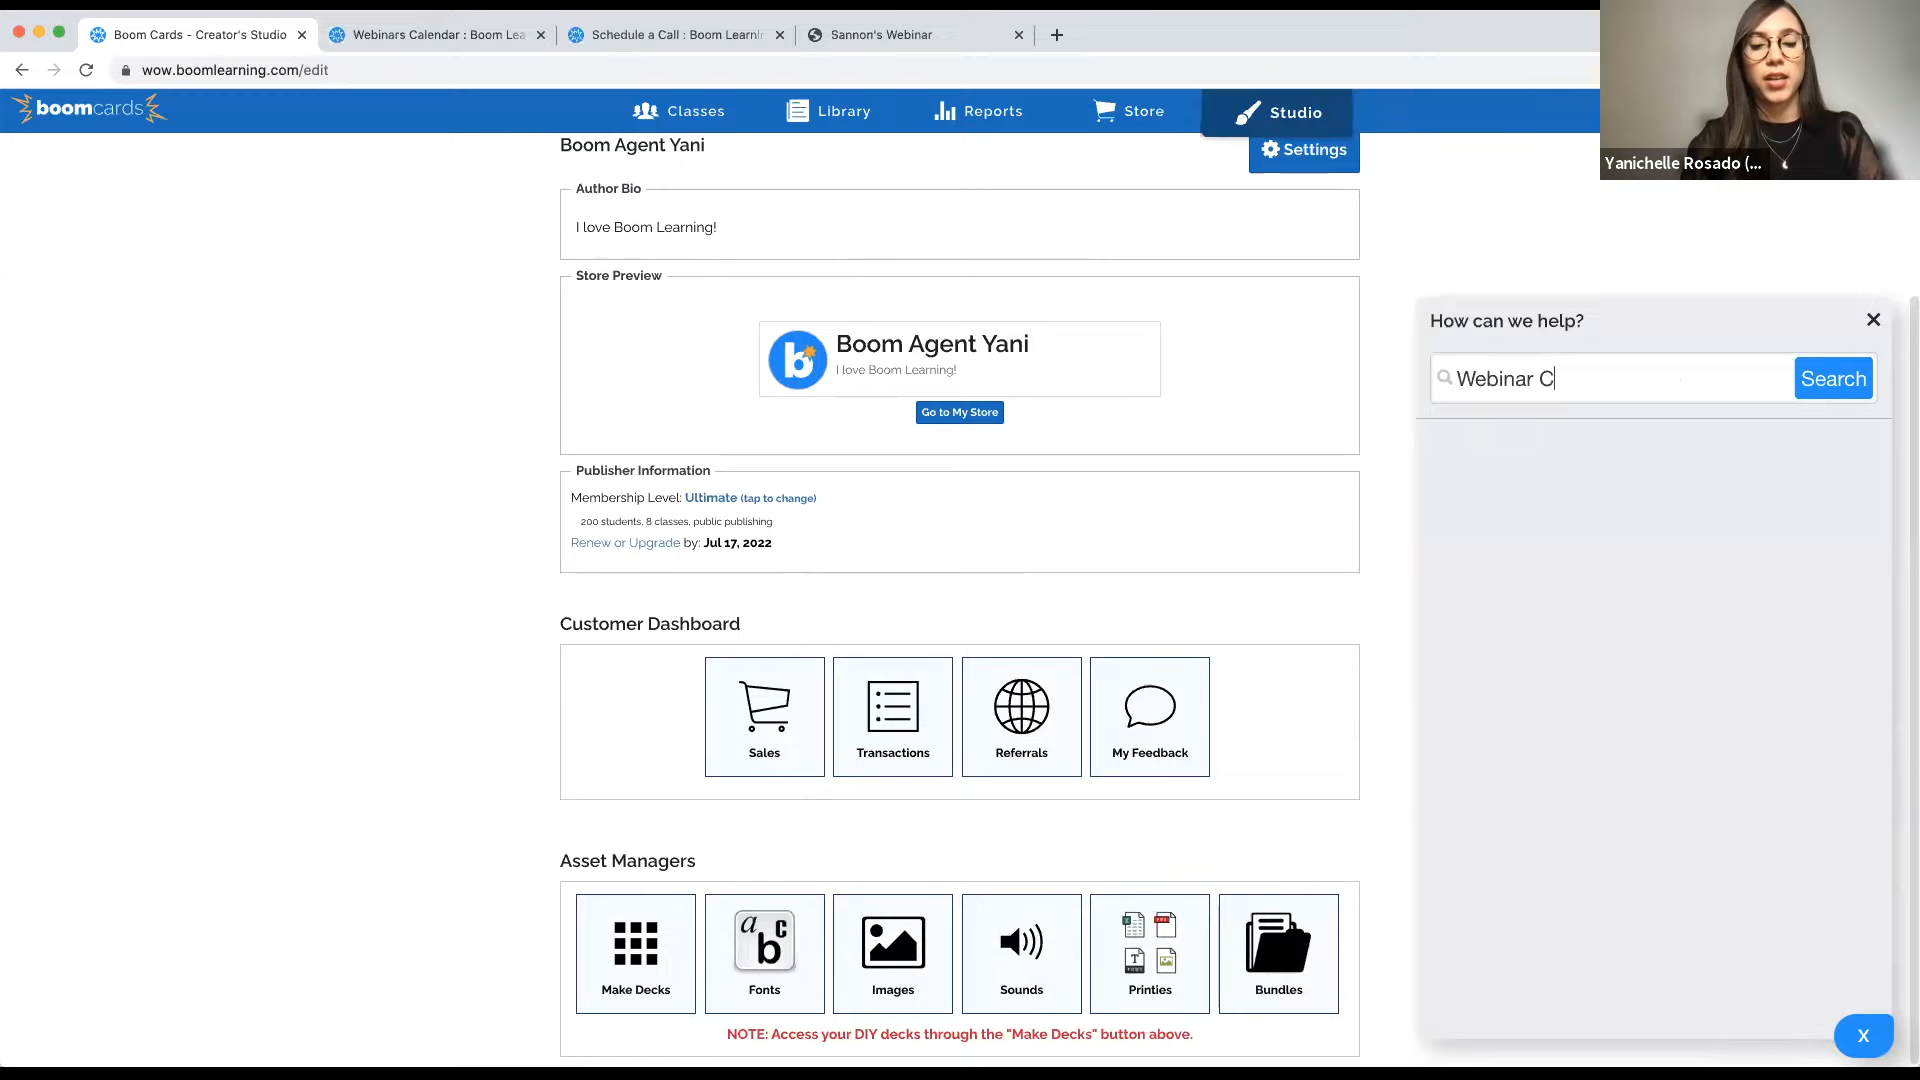 Boom Cards - Creator's Studio
Webinars Calendar : Boom Lea
Schedule a Call : Boom Learni
Sannon's Webinar
wow.boomlearning.com/edit
boomcards
Classes
Library
Reports
Store
Studio
Yanichelle Rosado (...
Boom Agent Yani
Settings
Author Bio
I love Boom Learning!
Store Preview
Boom Agent Yani
I love Boom Learning!
Go to My Store
Publisher Information
Membership Level: Ultimate (tap to change)
200 students, 8 classes, public publishing
Renew or Upgrade by: Jul 17, 2022
Customer Dashboard
Sales
Transactions
Referrals
My Feedback
Asset Managers
Make Decks
Fonts
Images
Sounds
Printies
Bundles
NOTE: Access your DIY decks through the "Make Decks" button above.
How can we help?
Webinar C
Search
X